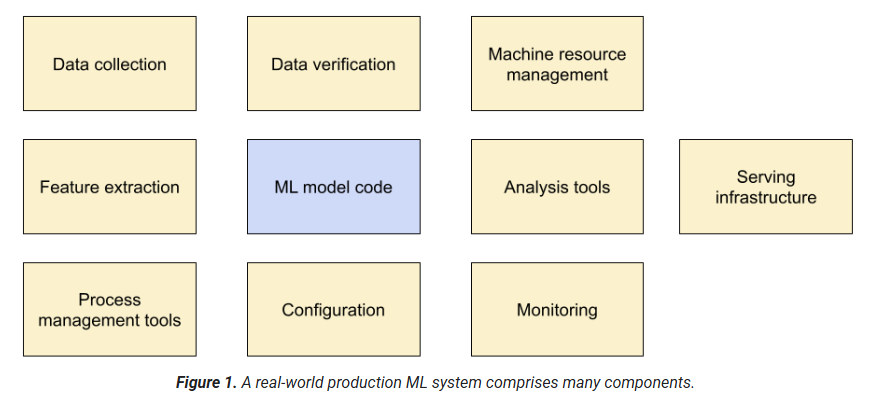 Data collection
Data verification
Machine resource
management
Feature extraction
ML model code
Analysis tools
Serving
infrastructure
Process
management tools
Configuration
Monitoring
Figure 1. A real-world production ML system comprises many components.